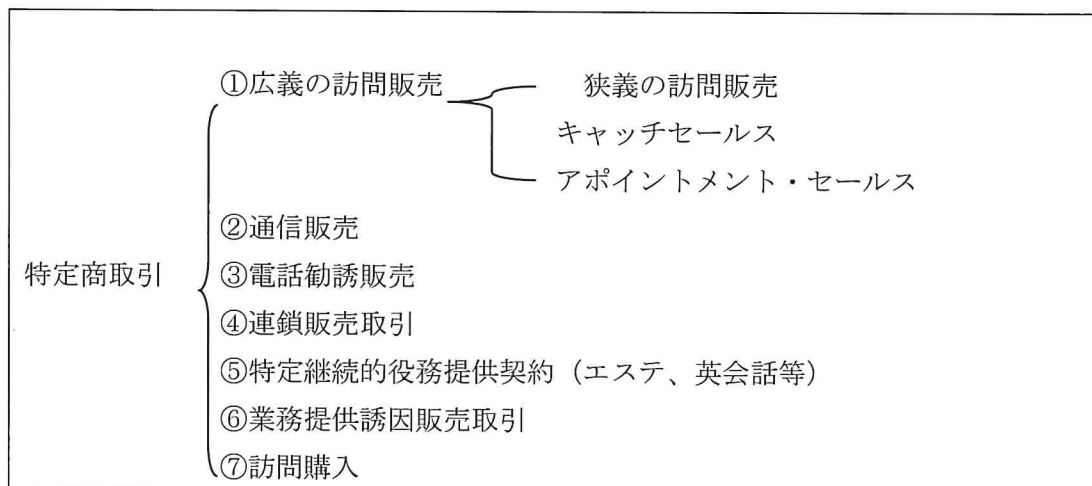 ①広義の訪問販売
狭義の訪問販売
キャッチセールス
アポイントメント・セールス
②通信販売
特定商取引
③電話勧誘販売
④連鎖販売取引
⑤特定継続的役務提供契約（エステ、英会話等）
⑥業務提供誘因販売取引
⑦訪問購入